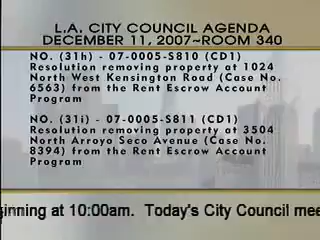 L.A. CITY COUNCIL AGENDA
DECEMBER 11, 2007~ROOM 340
NO. (31h) - 07-0005-S810 (CD1)
Resolution removing property at 1024
North West Kensington Road (Case No.
6563) from the Rent Escrow Account
Program
NO. (31i) - 07-0005-S811 (CD1)
Resolution removing property at 3504
North Arroyo Seco Avenue (Case No.
8394) from the Rent Escrow Account
Program
at 10:00am. Today's City Council